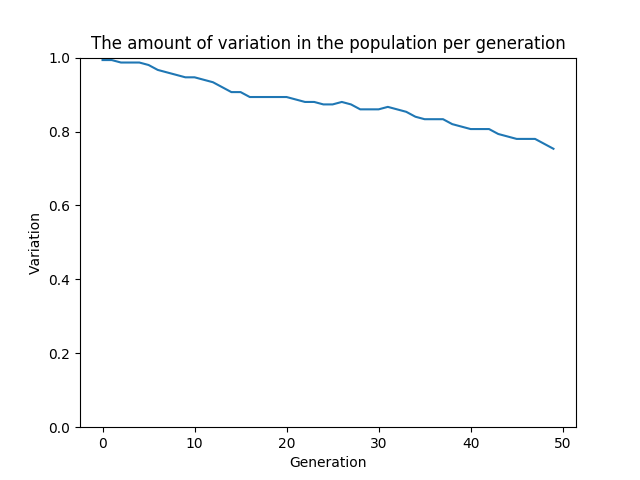 The amount of variation in the population per generation
1.0
0.8
0.6
0.4
0.2
0.0
Variation
0 10 20 30 40 50
Generation